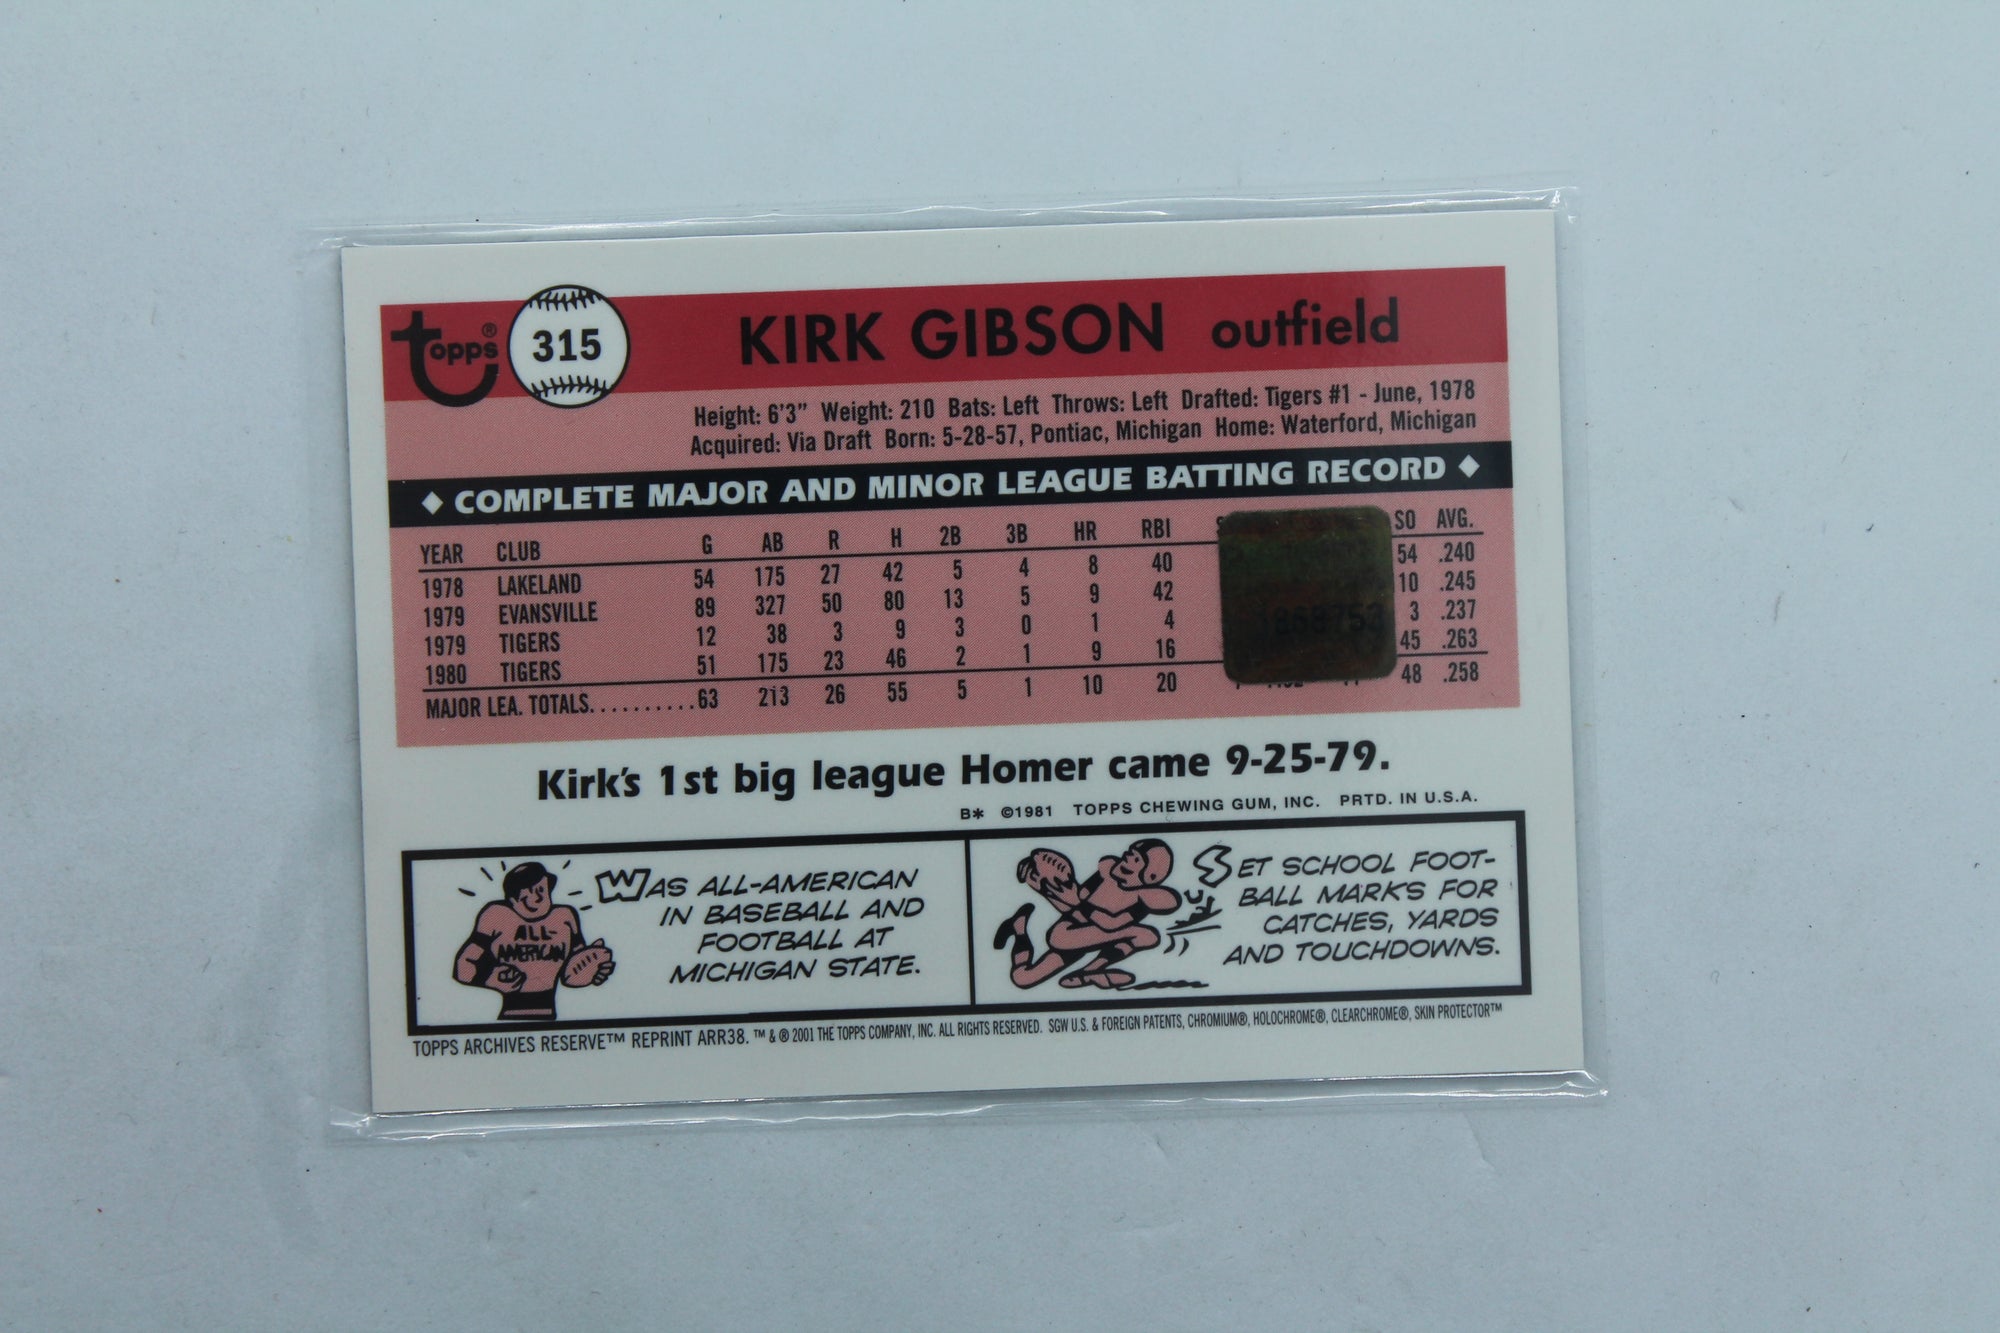 topps® 315 KIRK GIBSON outfield
Height: 6'3" Weight: 210 Bats: Left Throws: Left Drafted: Tigers #1 - June, 1978
Acquired: Via Draft Born: 5-28-57, Pontiac, Michigan Home: Waterford, Michigan
◆ COMPLETE MAJOR AND MINOR LEAGUE BATTING RECORD ◆
YEAR CLUB G AB R H 2B 3B HR RBI SO AVG.
1978 LAKELAND 54 175 27 42 5 4 8 40 54 .240
1979 EVANSVILLE 89 327 50 80 13 5 9 42 10 .245
1979 TIGERS 12 38 3 9 3 0 1 4 3 .237
1980 TIGERS 51 175 23 46 2 1 9 16 45 .263
MAJOR LEA. TOTALS..........63 213 26 55 5 1 10 20 48 .258
Kirk's 1st big league Homer came 9-25-79.
B* ©1981 TOPPS CHEWING GUM, INC. PRTD. IN U.S.A.
ALL-
AMERICAN
WAS ALL-AMERICAN
IN BASEBALL AND
FOOTBALL AT
MICHIGAN STATE.
SET SCHOOL FOOT-
BALL MARKS FOR
CATCHES, YARDS
AND TOUCHDOWNS.
TOPPS ARCHIVES RESERVE™ REPRINT ARR38. ™ & ® 2001 THE TOPPS COMPANY, INC. ALL RIGHTS RESERVED. SGW U.S. & FOREIGN PATENTS, CHROMIUM®, HOLOCHROME®, CLEARCHROME®, SKIN PROTECTOR™